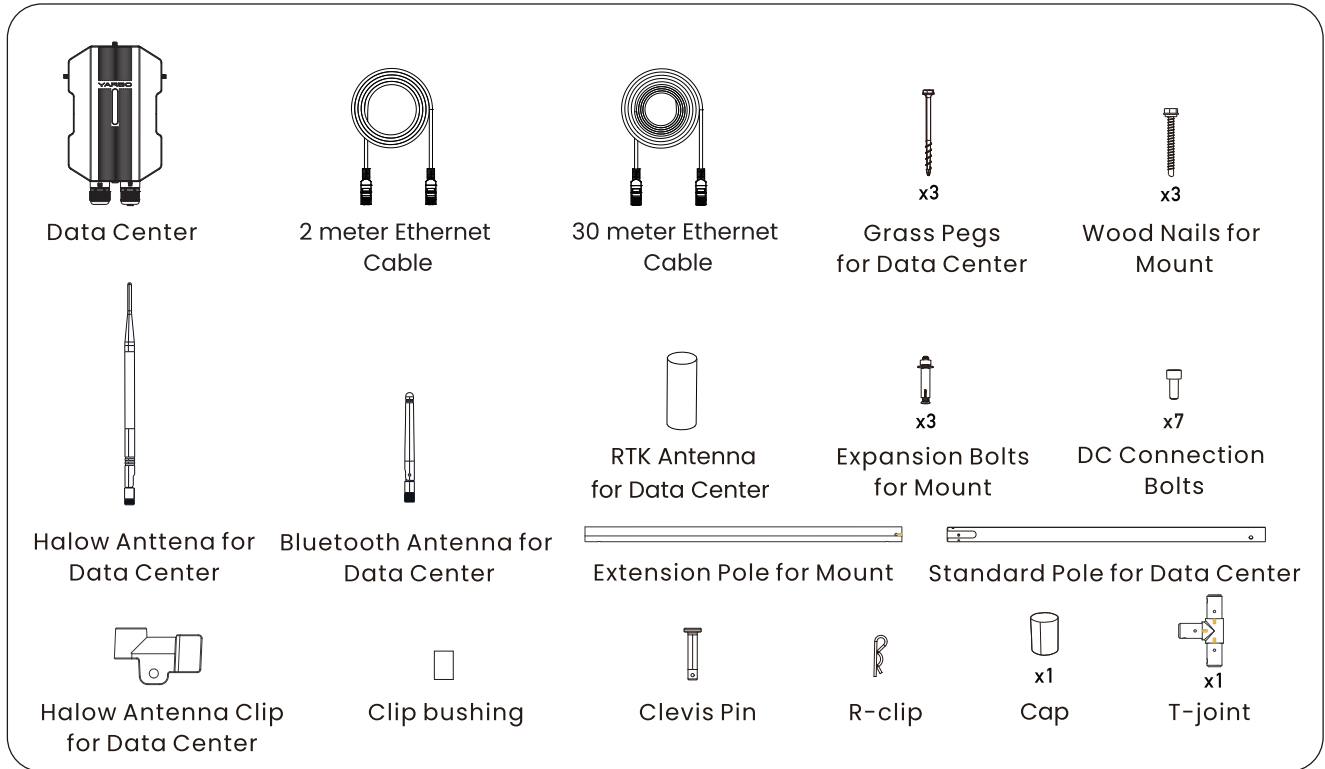 YARBO
Data Center
2 meter Ethernet
Cable
30 meter Ethernet
Cable
x3
Grass Pegs
for Data Center
x3
Wood Nails for
Mount
Halow Anttena for
Data Center
Bluetooth Antenna for
Data Center
RTK Antenna
for Data Center
x3
Expansion Bolts
for Mount
x7
DC Connection
Bolts
Extension Pole for Mount
Standard Pole for Data Center
Halow Antenna Clip
for Data Center
Clip bushing
Clevis Pin
R-clip
x1
Cap
x1
T-joint